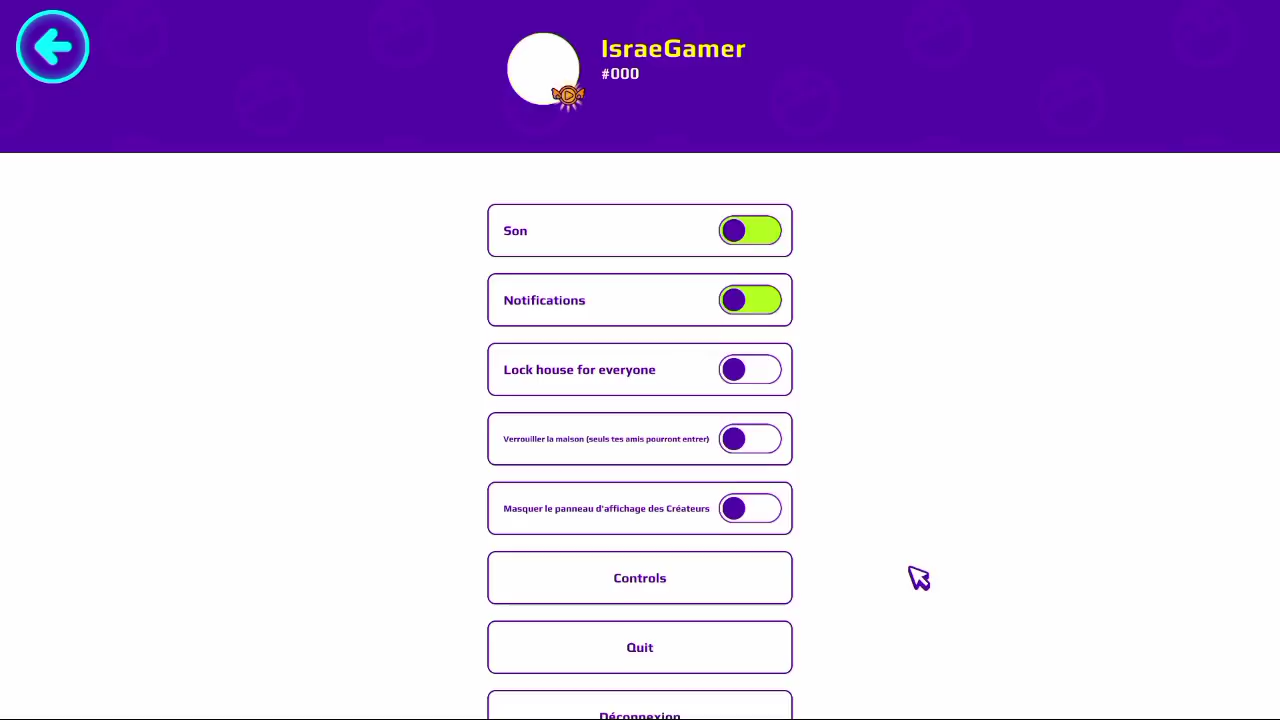 IsraeGamer
#000
Son
Notifications
Lock house for everyone
Verrouiller la maison (seuls tes amis pourront entrer)
Masquer le panneau d'affichage des Créateurs
Controls
Quit
Déconnexion